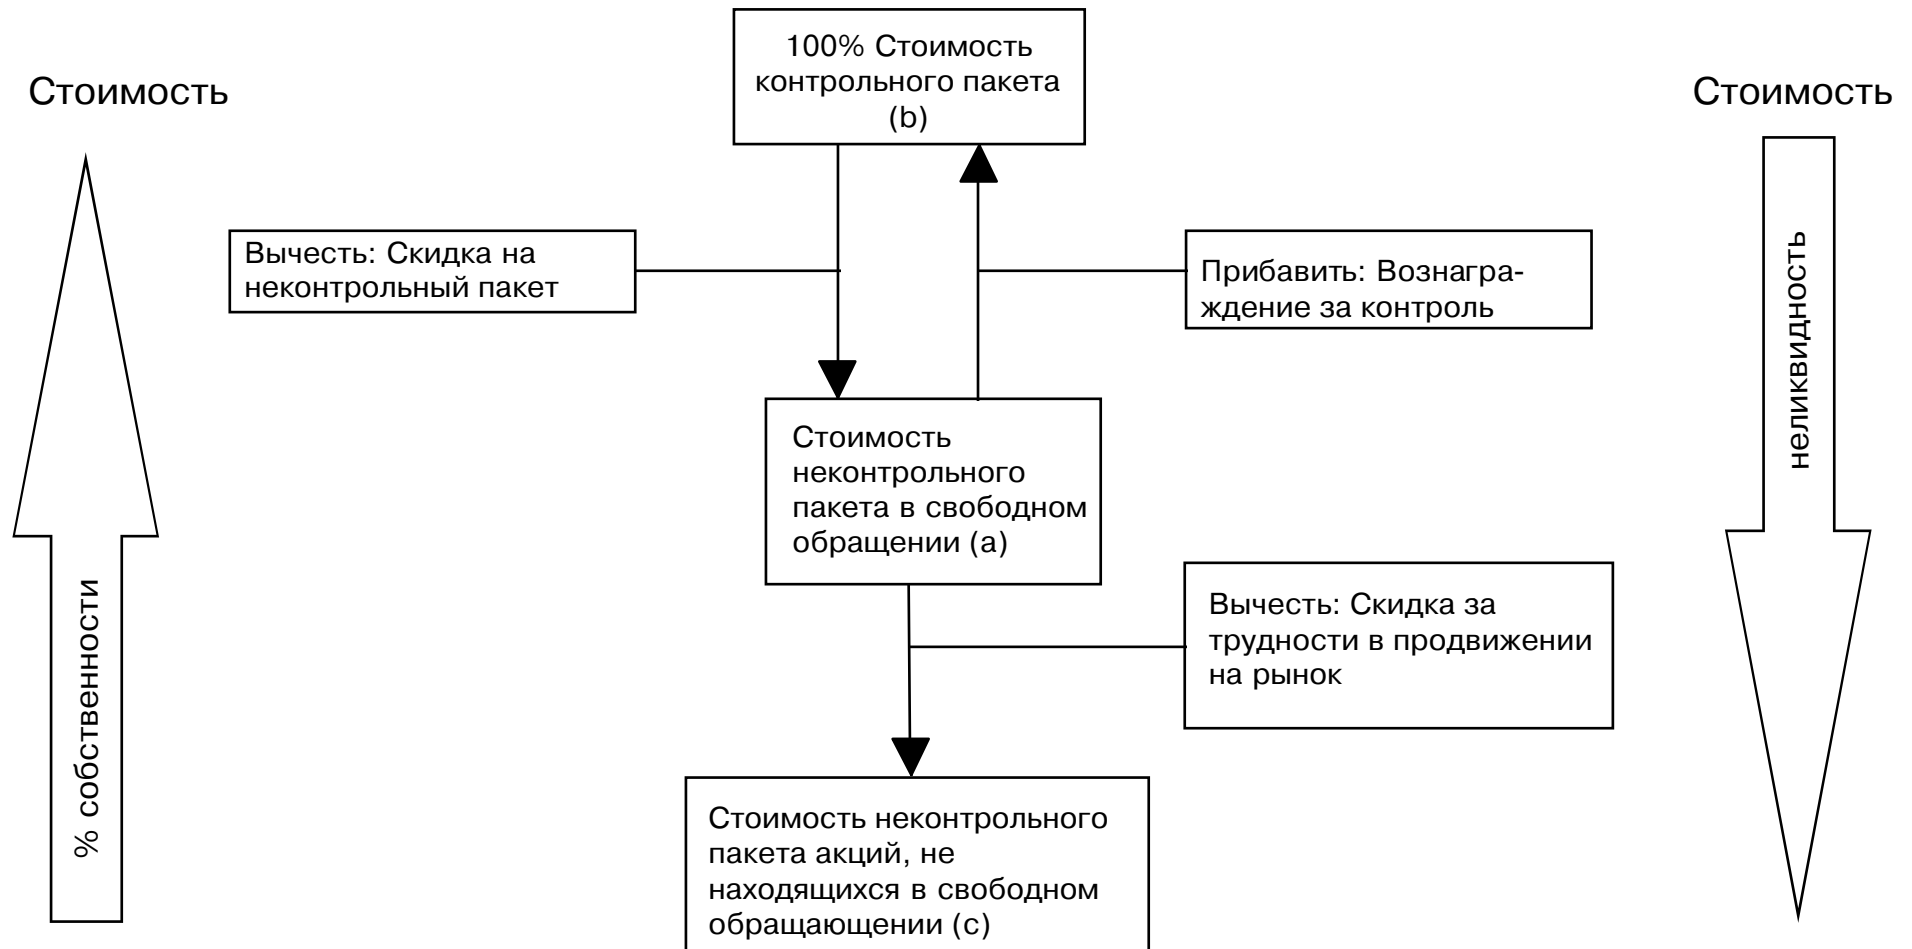 100% Стоимость
контрольного пакета
(b)
Стоимость
Стоимость
Вычесть: Скидка на
неконтрольный пакет
Прибавить: Вознагра-
ждение за контроль
неликвидность
Стоимость
неконтрольного
пакета в свободном
обращении (a)
% собственности
Вычесть: Скидка за
трудности в продвижении
на рынок
Стоимость неконтрольного
пакета акций, не
находящихся в свободном
обращающении (c)